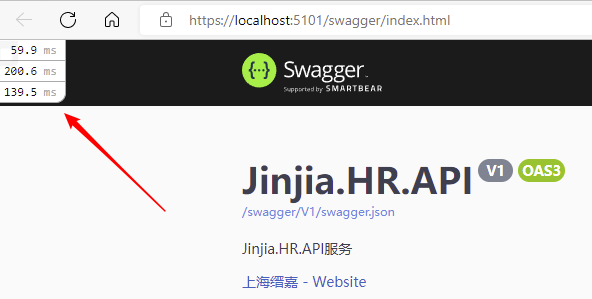 https://localhost:5101/swagger/index.html
59.9 ms
200.6 ms
139.5 ms
Swagger
Supported by SMARTBEAR
Jinjia.HR.API V1 OAS3
/swagger/V1/swagger.json
Jinjia.HR.API服务
上海缙嘉 - Website